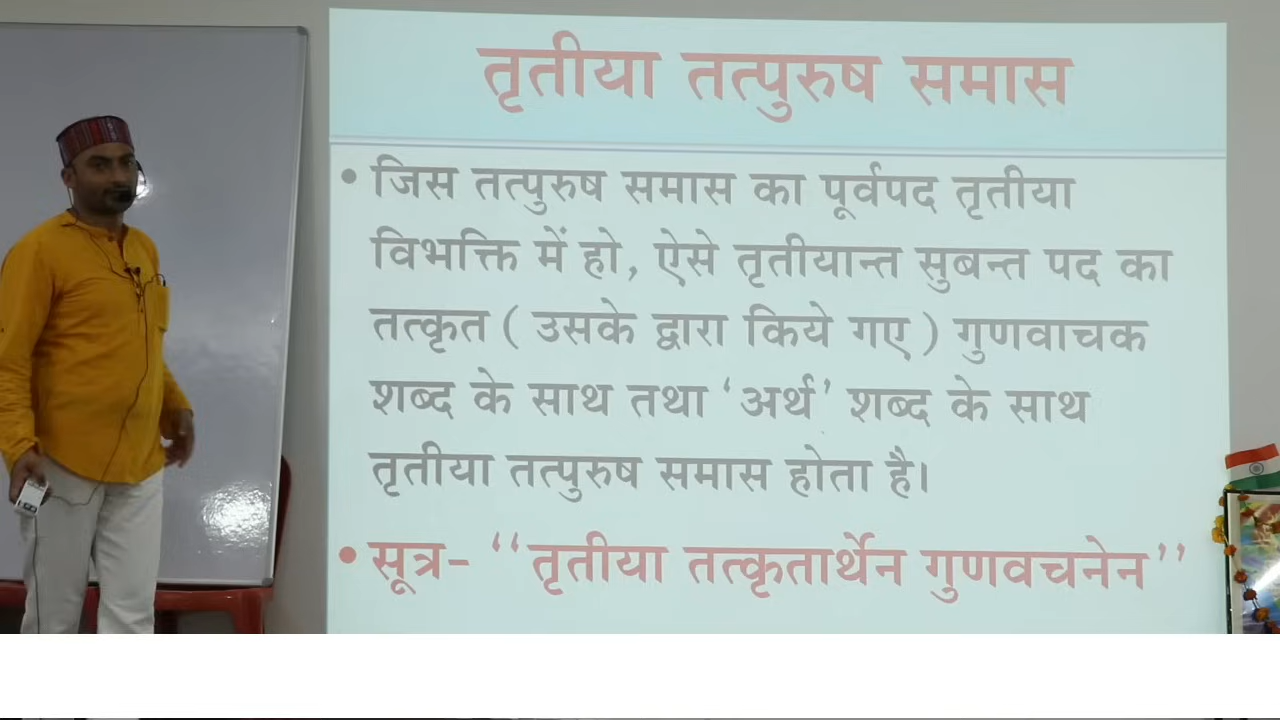 तृतीया तत्पुरुष समास
• जिस तत्पुरुष समास का पूर्वपद तृतीया
विभक्ति में हो, ऐसे तृतीयान्त सुबन्त पद का
तत्कृत ( उसके द्वारा किये गए ) गुणवाचक
शब्द के साथ तथा ‘अर्थ’ शब्द के साथ
तृतीया तत्पुरुष समास होता है।
• सूत्र- ‘‘तृतीया तत्कृतार्थेन गुणवचनेन’’